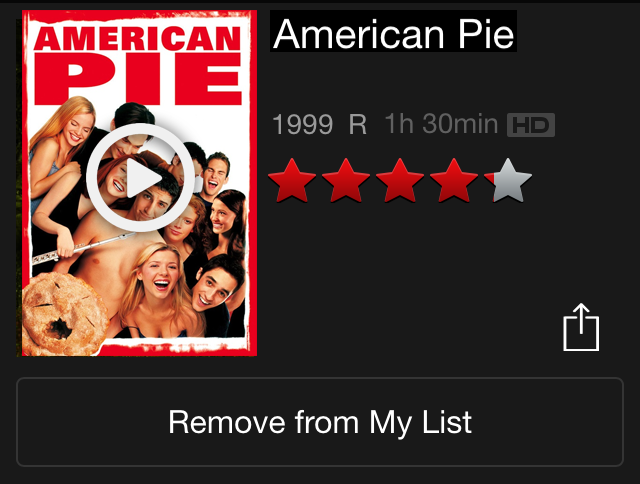 AMERICAN
PIE
American Pie
1999 R 1h 30min HD
Remove from My List